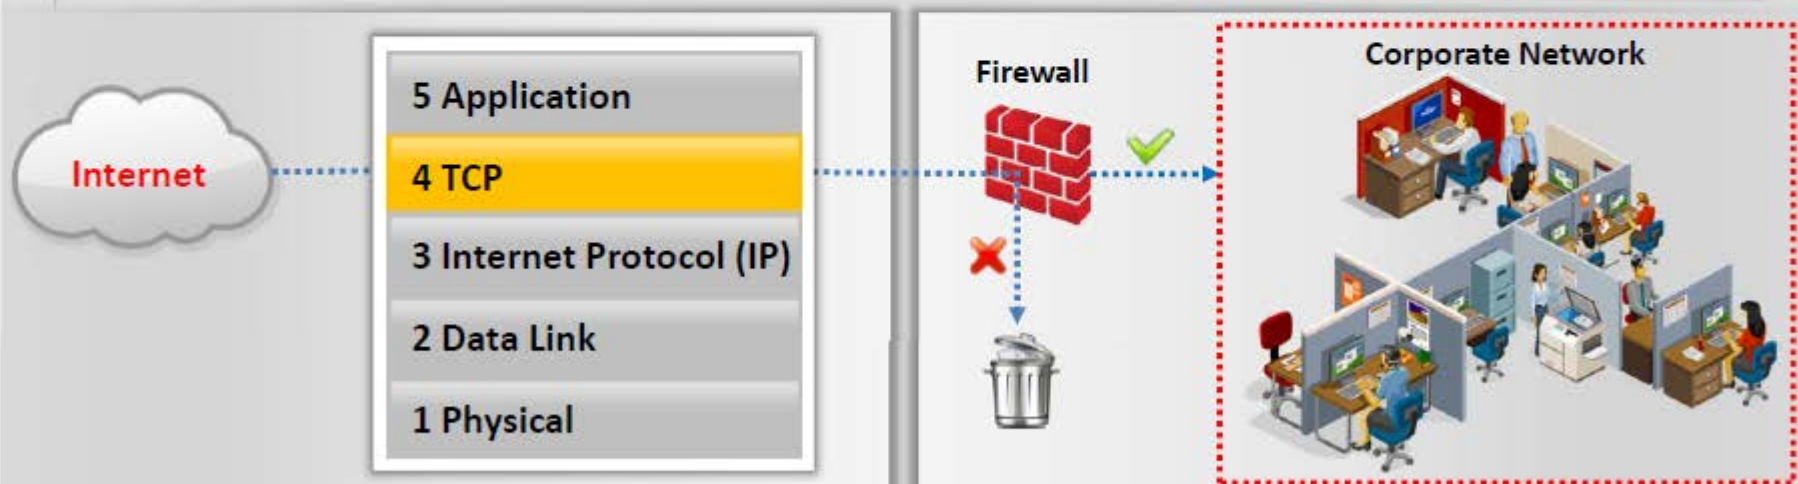 Internet
5 Application
4 TCP
3 Internet Protocol (IP)
2 Data Link
1 Physical
Firewall
Corporate Network